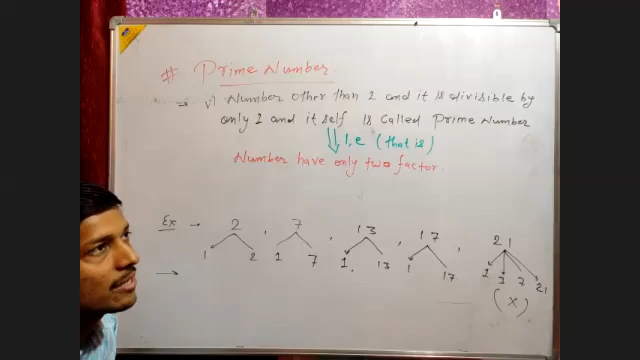 # Prime Number
→ v) Number other than 1 and it is divisible by
only 1 and it self is called Prime Number
i,e (that is)
Number have only two factor.
Ex → 2 , 7 , 13 , 17 , 21
1 2 1 7 1, 13 1 17 1 3 7 21
→ (×)